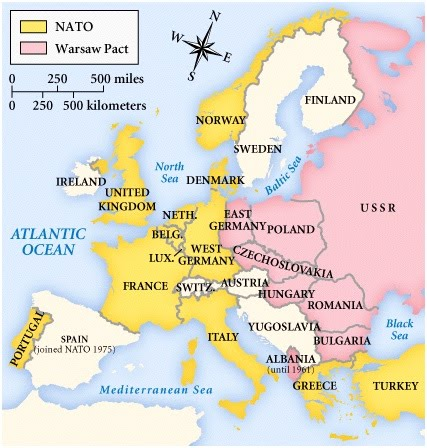 NATO
Warsaw Pact
0 250 500 miles
0 250 500 kilometers
N
W
E
S
FINLAND
NORWAY
SWEDEN
North
Sea
Baltic Sea
IRELAND
UNITED
KINGDOM
DENMARK
USSR
ATLANTIC
OCEAN
NETH.
EAST
GERMANY
POLAND
BELG.
LUX.
WEST
GERMANY
CZECHOSLOVAKIA
FRANCE
SWITZ.
AUSTRIA
HUNGARY
ROMANIA
PORTUGAL
SPAIN
(joined NATO 1975)
ITALY
YUGOSLAVIA
Black
Sea
BULGARIA
ALBANIA
(until 1961)
Mediterranean Sea
GREECE
TURKEY